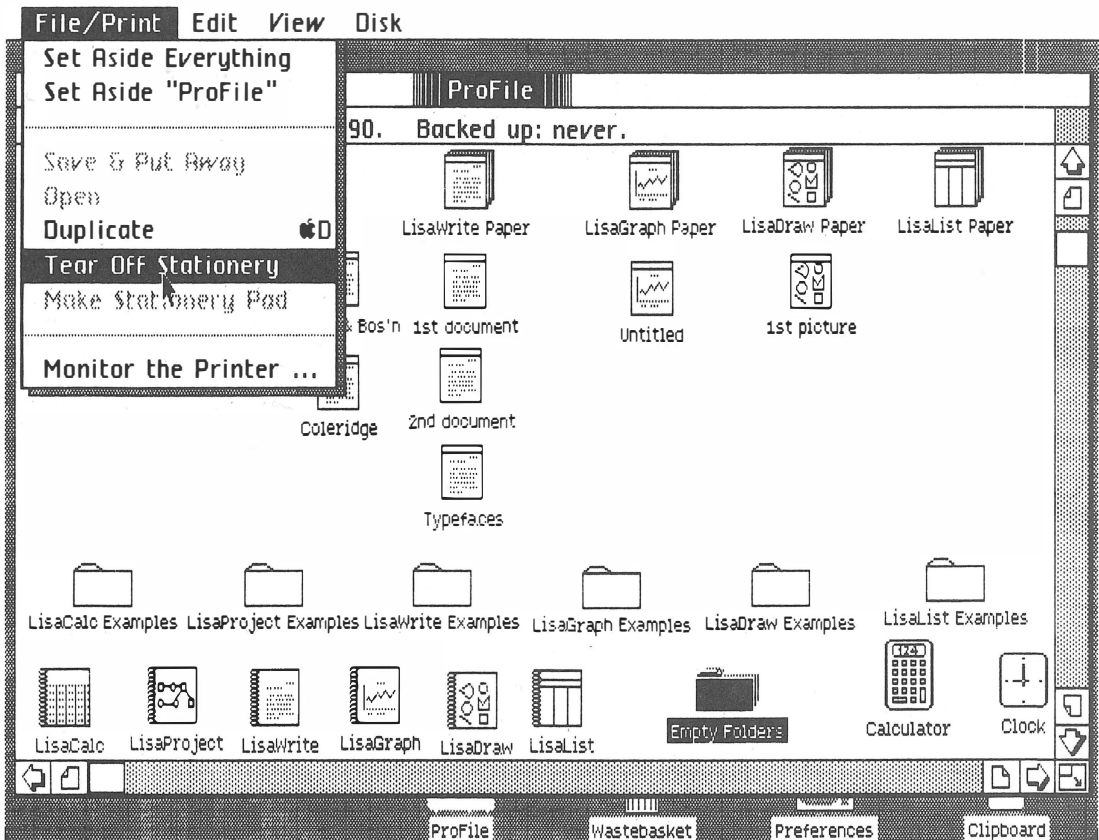 File/Print Edit View Disk
Set Aside Everything
Set Aside "ProFile"
Save & Put Away
Open
Duplicate D
Tear Off Stationery
Make Stationery Pad
Monitor the Printer ...
ProFile
90. Backed up: never.
LisaWrite Paper LisaGraph Paper LisaDraw Paper LisaList Paper
& Bos'n 1st document Untitled 1st picture
Coleridge 2nd document
Typefaces
LisaCalc Examples LisaProject Examples LisaWrite Examples LisaGraph Examples LisaDraw Examples LisaList Examples
124
LisaCalc LisaProject LisaWrite LisaGraph LisaDraw LisaList Empty Folders Calculator Clock
ProFile Wastebasket Preferences Clipboard